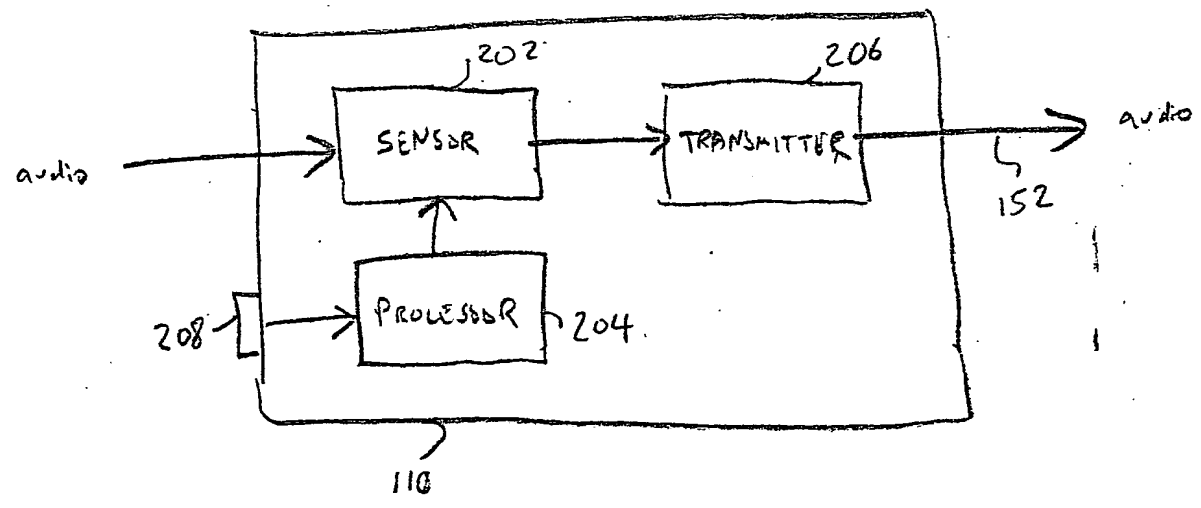 202
206
SENSOR
TRANSMITTER
audio
audio
152
PROCESSOR
208
204
110